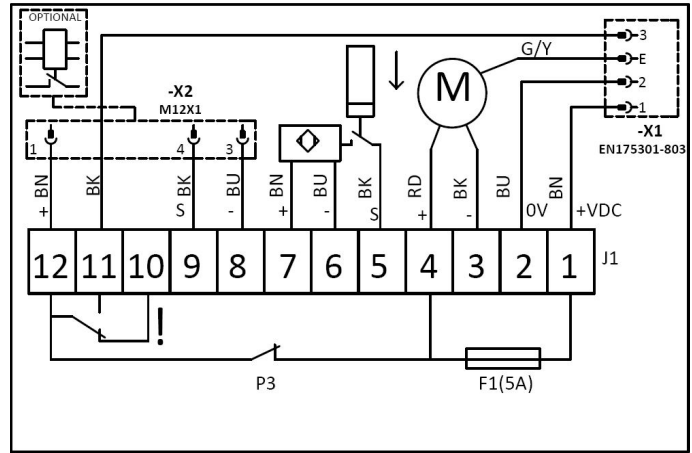 OPTIONAL
-X2
M12X1
1
4
3
3
E
2
1
-X1
EN175301-803
G/Y
M
BN
BK
BK
BU
BN
BU
BK
RD
BK
BU
BN
+
S
-
+
-
S
+
-
0V
+VDC
12
11
10
9
8
7
6
5
4
3
2
1
J1
!
P3
F1(5A)